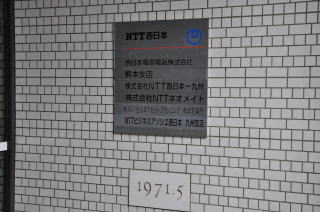 NTT西日本
西日本電信電話株式会社
熊本支店
株式会社NTT西日本－九州
株式会社NTTネオメイト
NTTビジネスアソシエ西日本 九州支店
1971.5